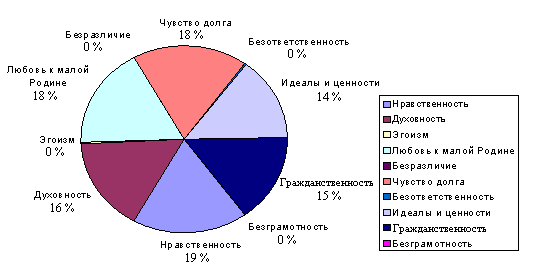 Чувство долга
18 %
Безразличие
0 %
Безответственность
0 %
Любовь к малой
Родине
18 %
Идеалы и ценности
14 %
Эгоизм
0 %
Гражданственность
15 %
Духовность
16 %
Безграмотность
0 %
Нравственность
19 %
Нравственность
Духовность
Эгоизм
Любовь к малой Родине
Безразличие
Чувство долга
Безответственность
Идеалы и ценности
Гражданственность
Безграмотность